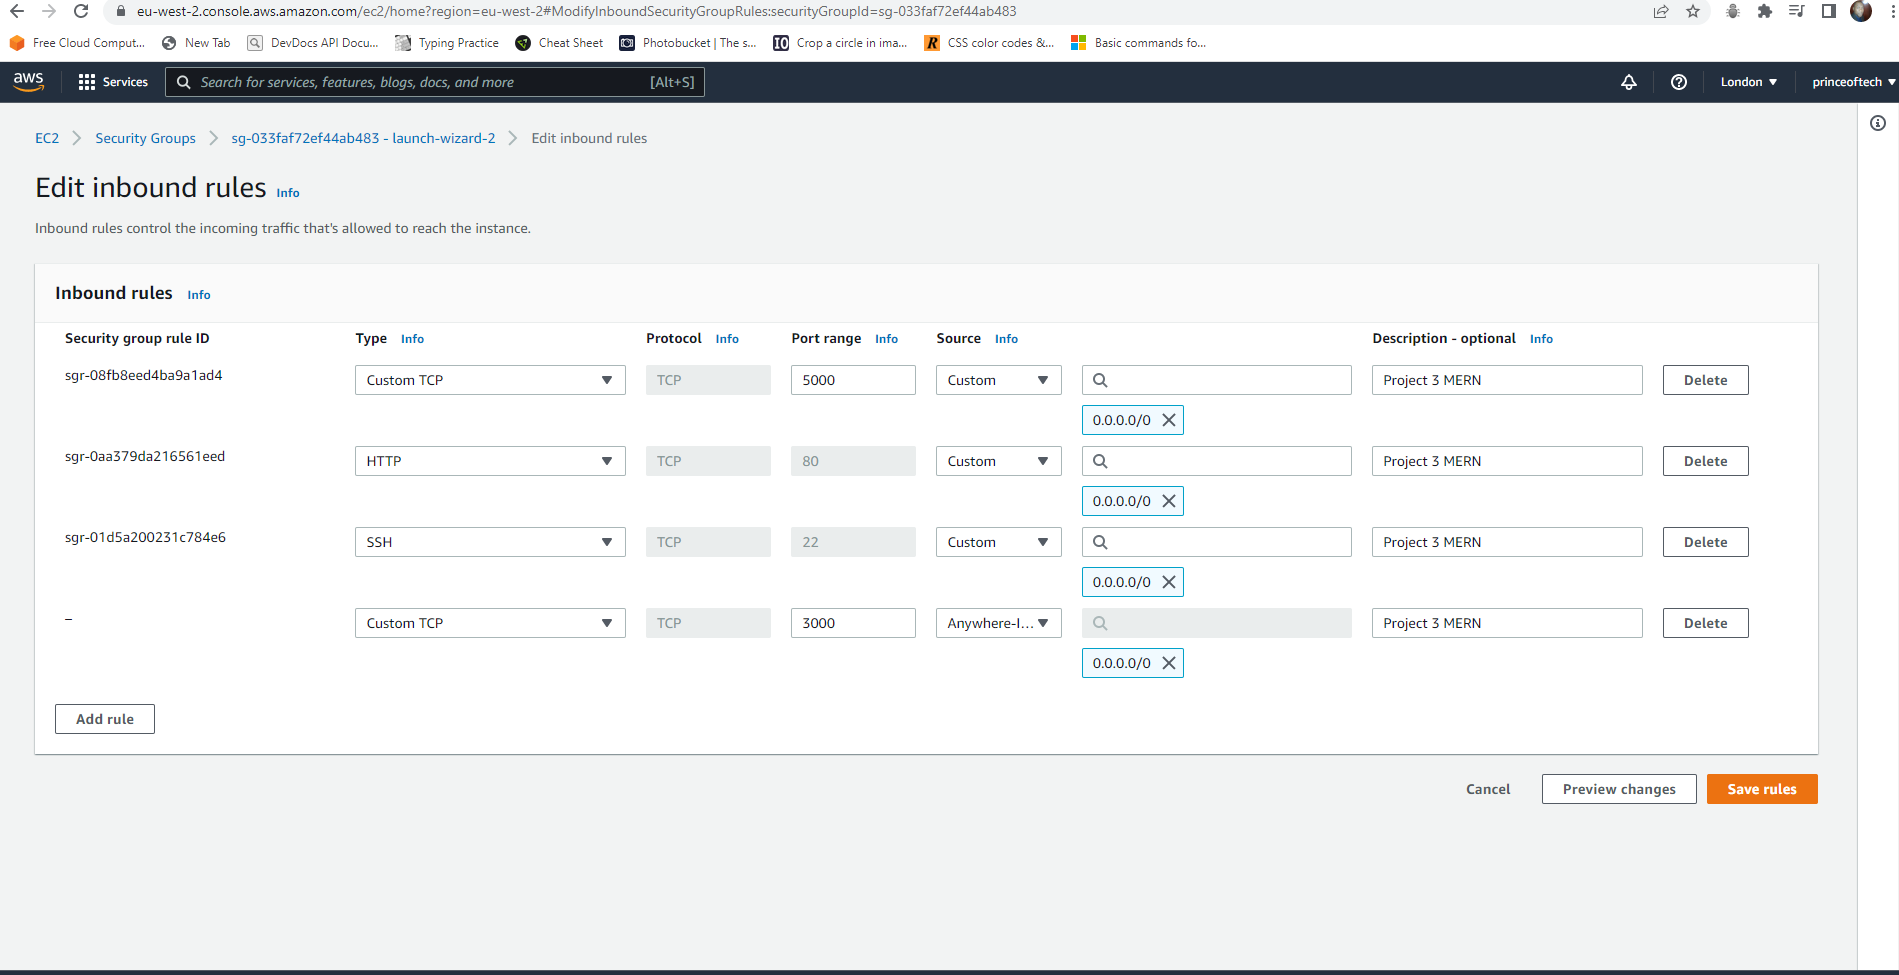 eu-west-2.console.aws.amazon.com/ec2/home?region=eu-west-2#ModifyInboundSecurityGroupRules:securityGroupId=sg-033faf72ef44ab483
Free Cloud Comput... New Tab DevDocs API Docu... Typing Practice Cheat Sheet Photobucket | The s... IO Crop a circle in ima... R CSS color codes &... Basic commands fo...
aws Services Search for services, features, blogs, docs, and more [Alt+S] London princeoftech
EC2 Security Groups sg-033faf72ef44ab483 - launch-wizard-2 Edit inbound rules
Edit inbound rules Info
Inbound rules control the incoming traffic that's allowed to reach the instance.
Inbound rules Info
Security group rule ID Type Info Protocol Info Port range Info Source Info Description - optional Info
sgr-08fb8eed4ba9a1ad4 Custom TCP TCP 5000 Custom Project 3 MERN Delete
0.0.0.0/0
sgr-0aa379da216561eed HTTP TCP 80 Custom Project 3 MERN Delete
0.0.0.0/0
sgr-01d5a200231c784e6 SSH TCP 22 Custom Project 3 MERN Delete
0.0.0.0/0
– Custom TCP TCP 3000 Anywhere-I... Project 3 MERN Delete
0.0.0.0/0
Add rule
Cancel Preview changes Save rules